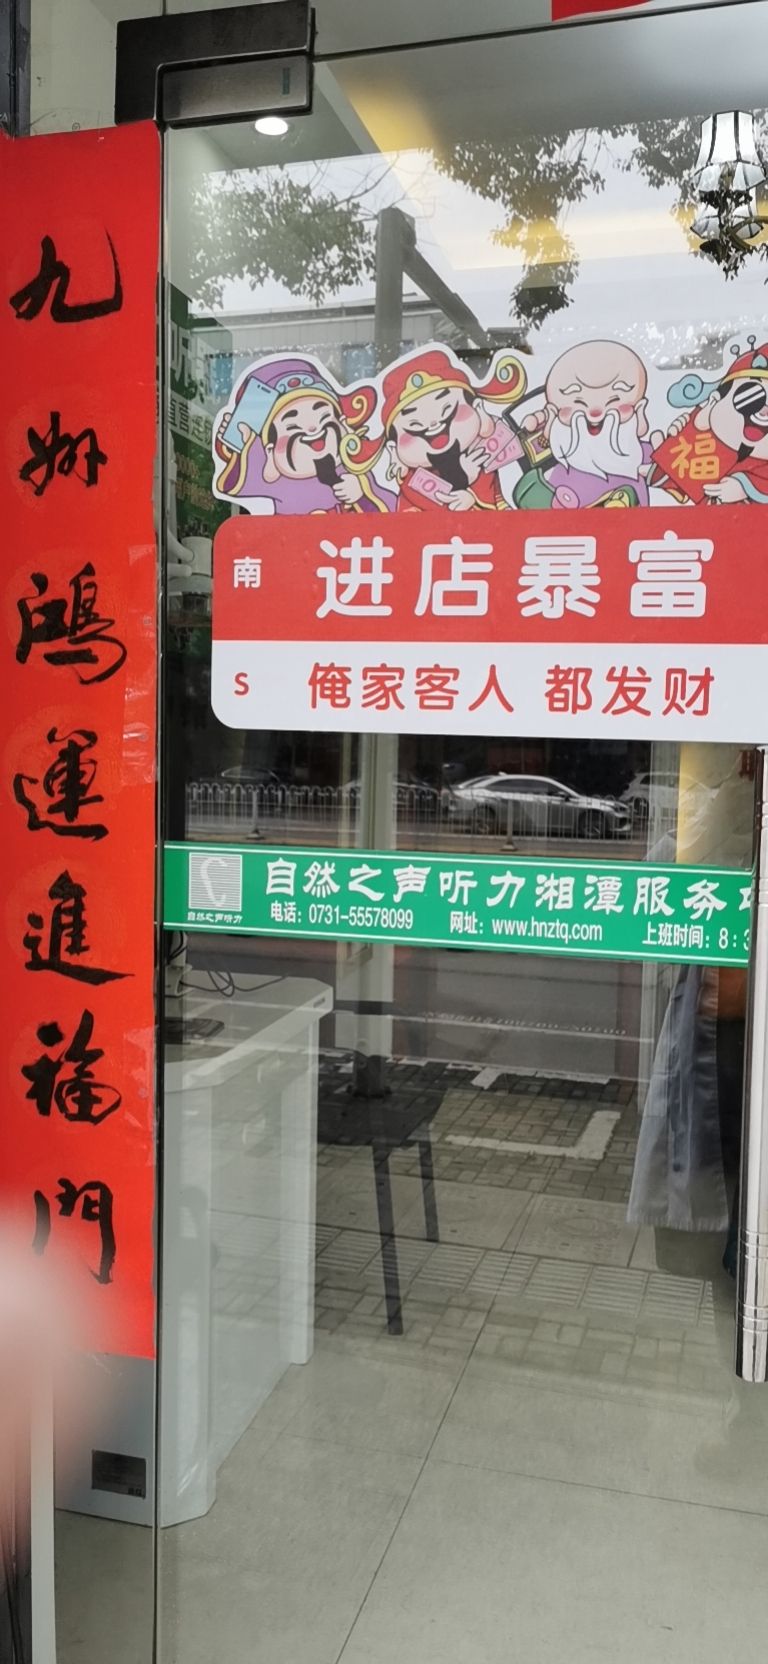 九州鴻運進福門
福
南 进店暴富
S 俺家客人 都发财
自然之声听力湘潭服务
自然之声听力
电话：0731-55578099 网址：www.hnztq.com 上班时间：8：3